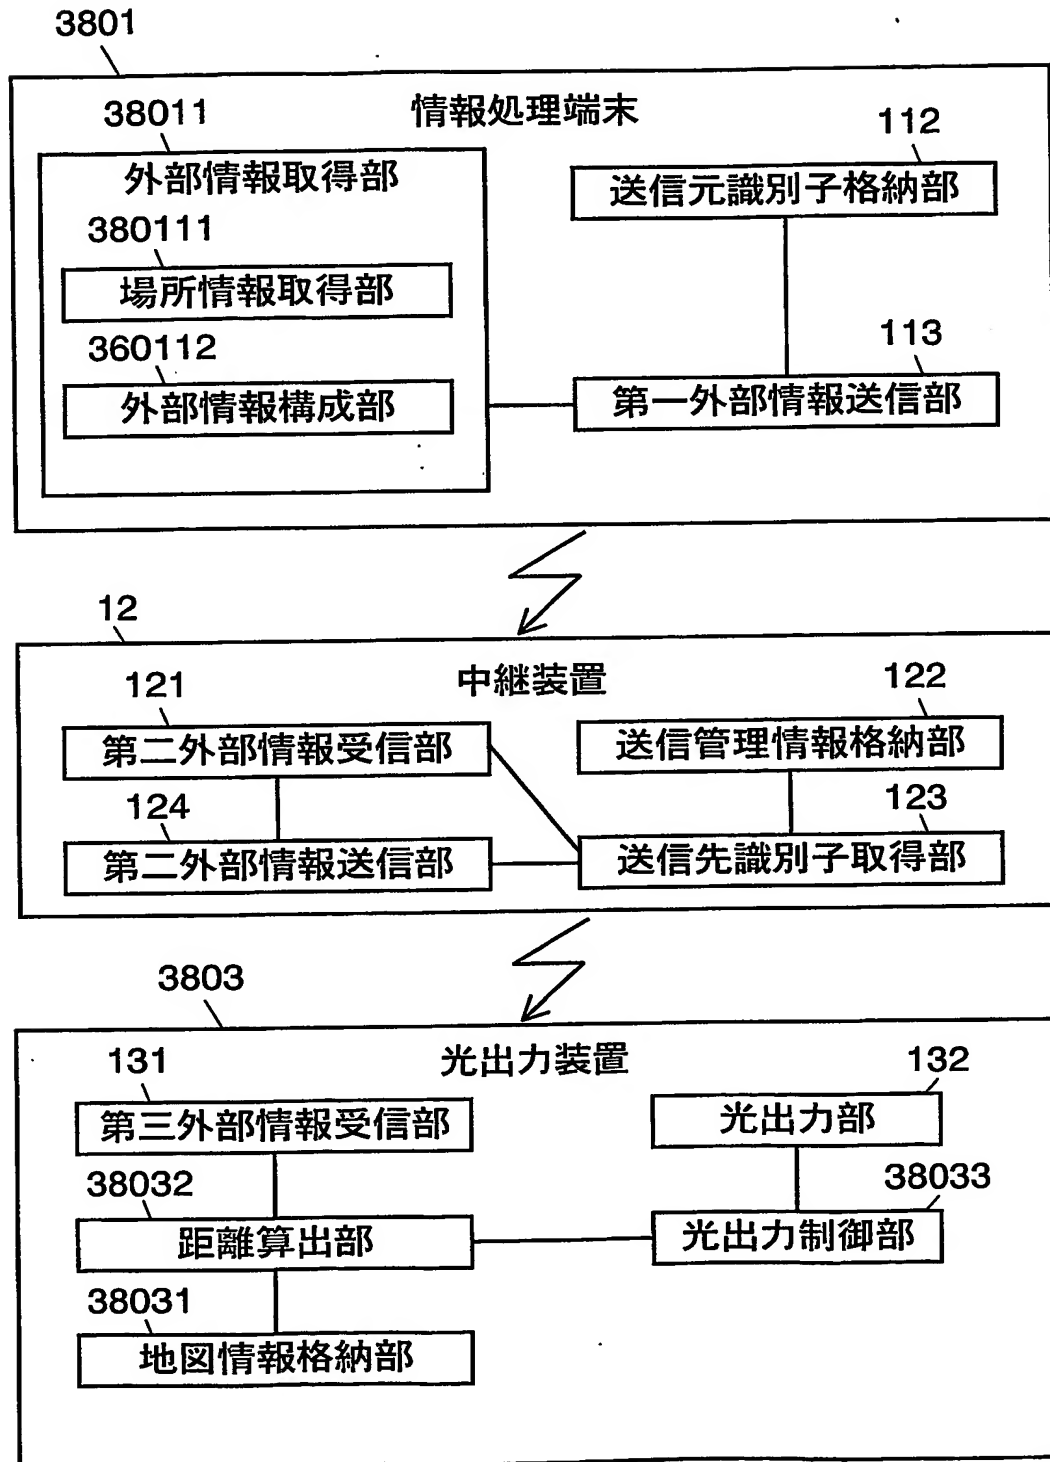 3801
情報処理端末
38011
外部情報取得部
380111
場所情報取得部
360112
外部情報構成部
112
送信元識別子格納部
113
第一外部情報送信部
12
中継装置
121
第二外部情報受信部
122
送信管理情報格納部
124
第二外部情報送信部
123
送信先識別子取得部
3803
光出力装置
131
第三外部情報受信部
132
光出力部
38032
距離算出部
38033
光出力制御部
38031
地図情報格納部